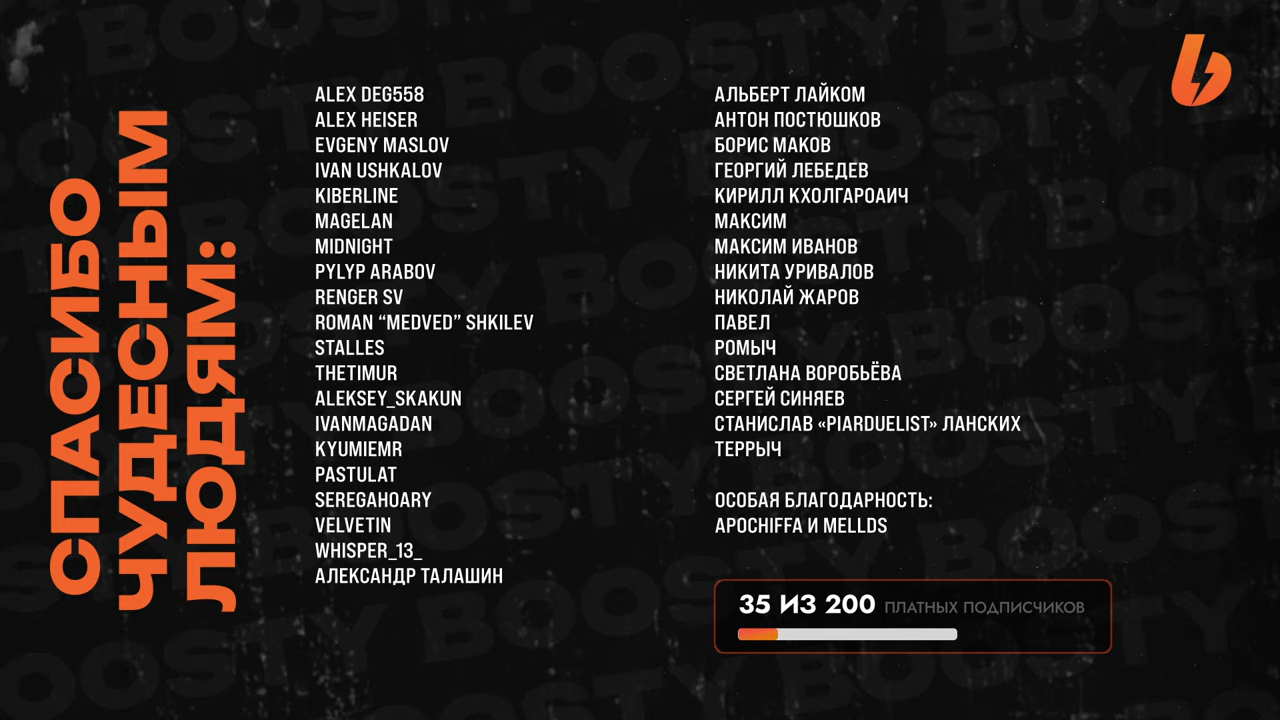 СПАСИБО
ЧУДЕСНЫМ
ЛЮДЯМ:
ALEX DEG558
ALEX HEISER
EVGENY MASLOV
IVAN USHKALOV
KIBERLINE
MAGELAN
MIDNIGHT
PYLYP ARABOV
RENGER SV
ROMAN “MEDVED” SHKILEV
STALLES
THETIMUR
ALEKSEY_SKAKUN
IVANMAGADAN
KYUMIEMR
PASTULAT
SEREGAHOARY
VELVETIN
WHISPER_13_
АЛЕКСАНДР ТАЛАШИН
АЛЬБЕРТ ЛАЙКОМ
АНТОН ПОСТЮШКОВ
БОРИС МАКОВ
ГЕОРГИЙ ЛЕБЕДЕВ
КИРИЛЛ КХОЛГАРОАИЧ
МАКСИМ
МАКСИМ ИВАНОВ
НИКИТА УРИВАЛОВ
НИКОЛАЙ ЖАРОВ
ПАВЕЛ
РОМЫЧ
СВЕТЛАНА ВОРОБЬЁВА
СЕРГЕЙ СИНЯЕВ
СТАНИСЛАВ «PIARDUELIST» ЛАНСКИХ
ТЕРРЫЧ
ОСОБАЯ БЛАГОДАРНОСТЬ:
APOCHIFFA И MELLDS
35 ИЗ 200 ПЛАТНЫХ ПОДПИСЧИКОВ